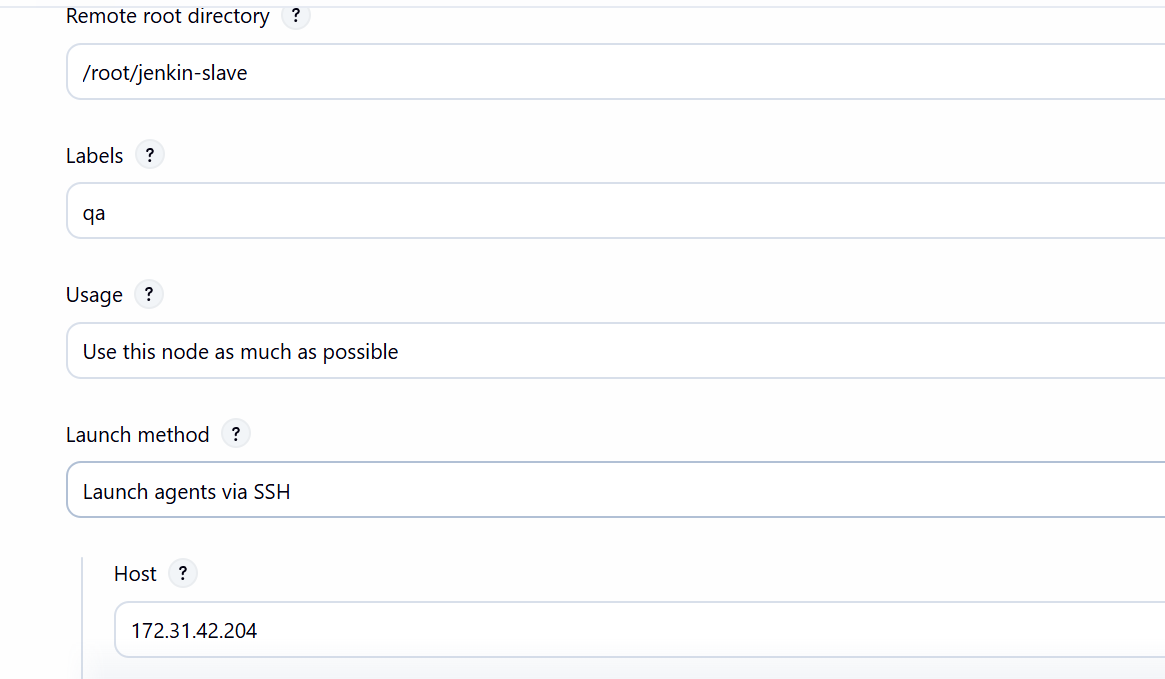 Remote root directory ?
/root/jenkin-slave
Labels ?
qa
Usage ?
Use this node as much as possible
Launch method ?
Launch agents via SSH
Host ?
172.31.42.204